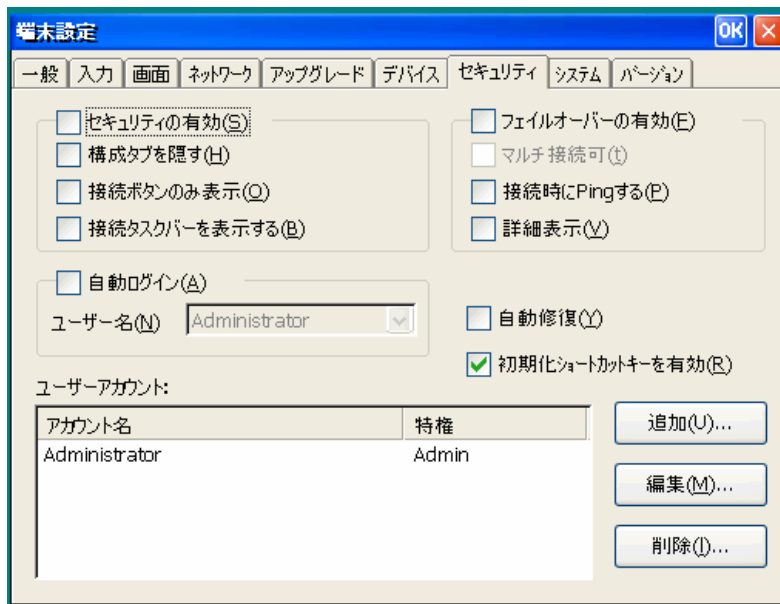 端末設定 OK
一般 入力 画面 ネットワーク アップグレード デバイス セキュリティ システム バージョン
セキュリティの有効(S)
構成タブを隠す(H)
接続ボタンのみ表示(O)
接続タスクバーを表示する(B)
フェイルオーバーの有効(F)
マルチ接続可(t)
接続時にPingする(P)
詳細表示(V)
自動ログイン(A)
ユーザー名(N) Administrator
自動修復(Y)
初期化ショートカットキーを有効(R)
ユーザーアカウント:
アカウント名 特権
Administrator Admin
追加(U)...
編集(M)...
削除(I)...